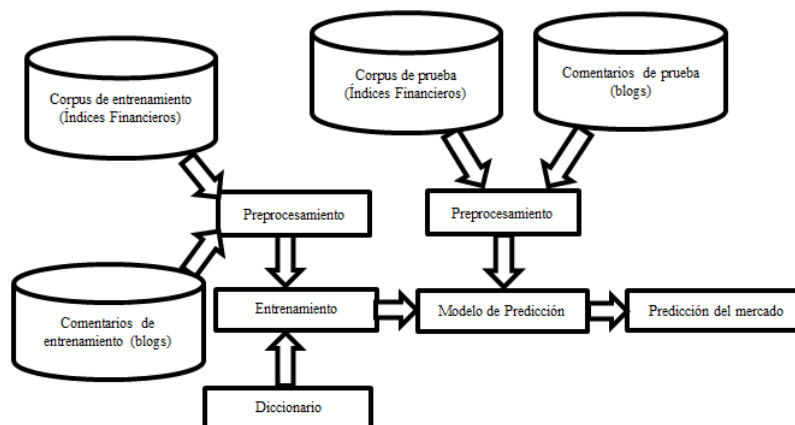 Corpus de entrenamiento
(Índices Financieros)
Corpus de prueba
(Índices Financieros)
Comentarios de prueba
(blogs)
Preprocesamiento
Preprocesamiento
Comentarios de
entrenamiento (blogs)
Entrenamiento
Modelo de Predicción
Predicción del mercado
Diccionario